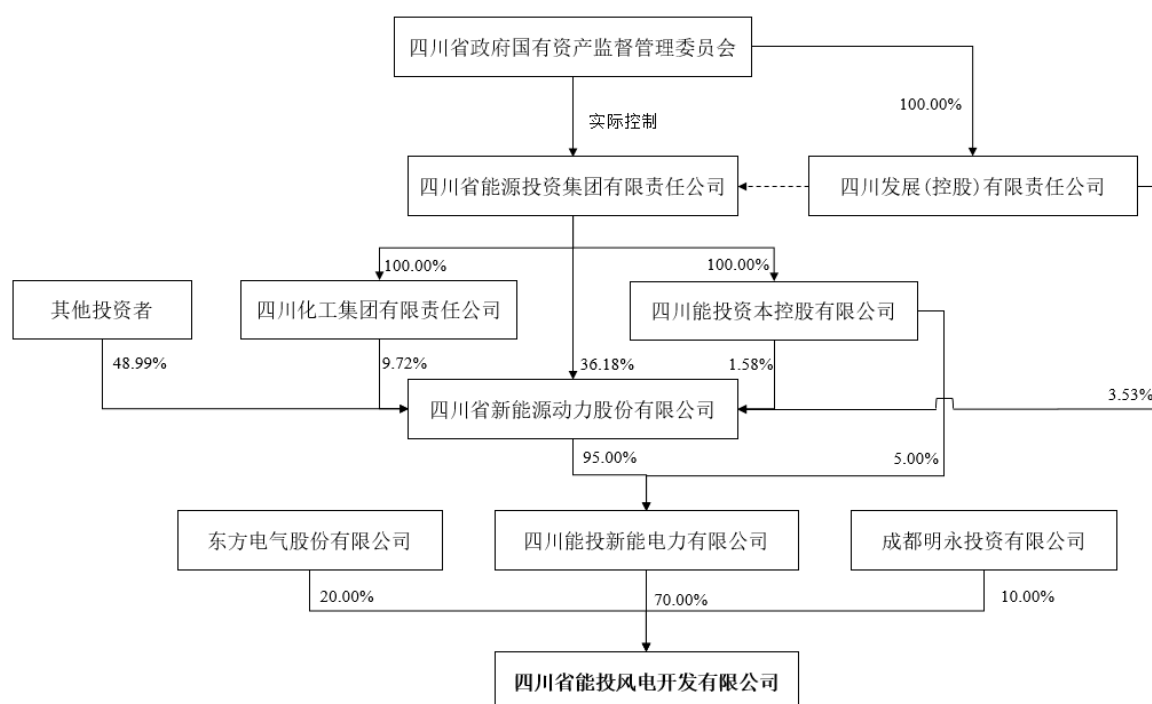 四川省政府国有资产监督管理委员会
100.00%
实际控制
四川省能源投资集团有限责任公司
四川发展(控股)有限责任公司
100.00%
100.00%
其他投资者
四川化工集团有限责任公司
四川能投资本控股有限公司
48.99%
9.72%
36.18%
1.58%
3.53%
四川省新能源动力股份有限公司
95.00%
5.00%
东方电气股份有限公司
四川能投新能电力有限公司
成都明永投资有限公司
20.00%
70.00%
10.00%
四川省能投风电开发有限公司